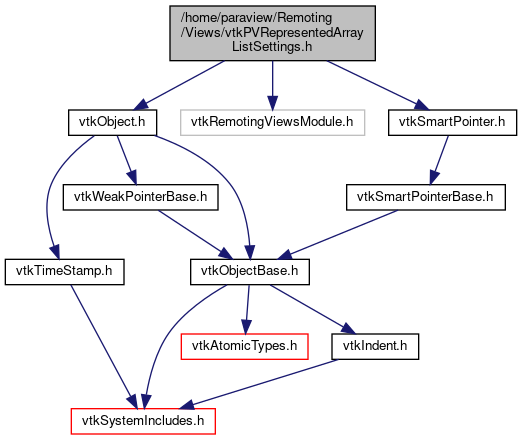 /home/paraview/Remoting
/Views/vtkPVRepresentedArray
ListSettings.h
vtkObject.h
vtkRemotingViewsModule.h
vtkSmartPointer.h
vtkWeakPointerBase.h
vtkSmartPointerBase.h
vtkTimeStamp.h
vtkObjectBase.h
vtkAtomicTypes.h
vtkIndent.h
vtkSystemIncludes.h